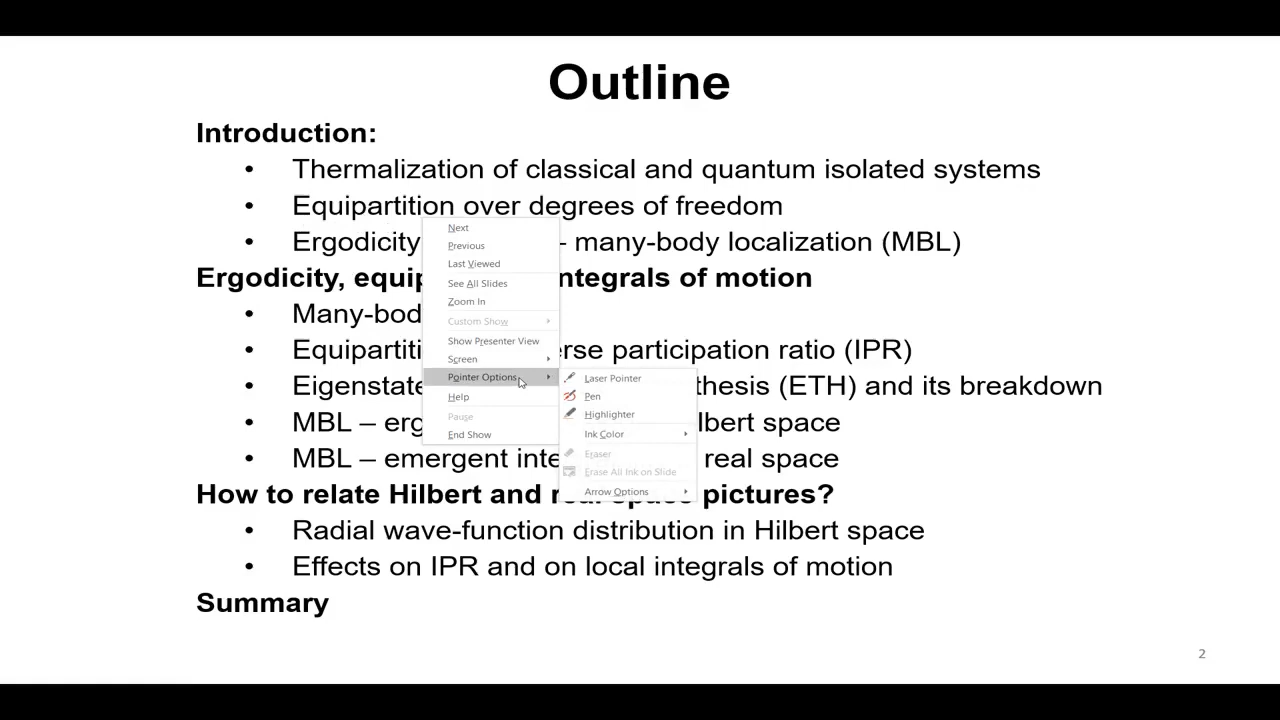 Outline
Introduction:
• Thermalization of classical and quantum isolated systems
• Equipartition over degrees of freedom
• Ergodicity – many-body localization (MBL)
Ergodicity, equip ntegrals of motion
• Many-bod
• Equipartiti erse participation ratio (IPR)
• Eigenstate thesis (ETH) and its breakdown
• MBL – erg lbert space
• MBL – emergent inte real space
How to relate Hilbert and real space pictures?
• Radial wave-function distribution in Hilbert space
• Effects on IPR and on local integrals of motion
Summary
2
Next
Previous
Last Viewed
See All Slides
Zoom In
Custom Show
Show Presenter View
Screen
Pointer Options
Help
Pause
End Show
Laser Pointer
Pen
Highlighter
Ink Color
Eraser
Erase All Ink on Slide
Arrow Options